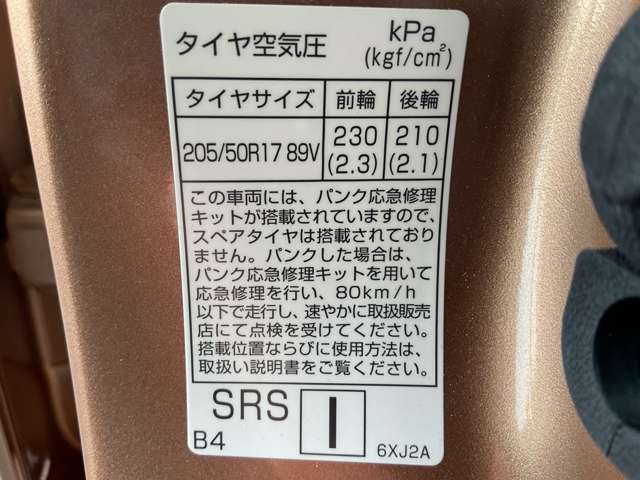 タイヤ空気圧 kPa
(kgf/cm²)
タイヤサイズ 前輪 後輪
205/50R17 89V 230 210
(2.3) (2.1)
この車両には、パンク応急修理
キットが搭載されていますので、
スペアタイヤは搭載されており
ません。パンクした場合は、
パンク応急修理キットを用いて
応急修理を行い、80km/h
以下で走行し、速やかに取扱販売
店にて点検を受けてください。
搭載位置ならびに使用方法は、
取扱い説明書をご覧ください。
SRS I
B4 6XJ2A